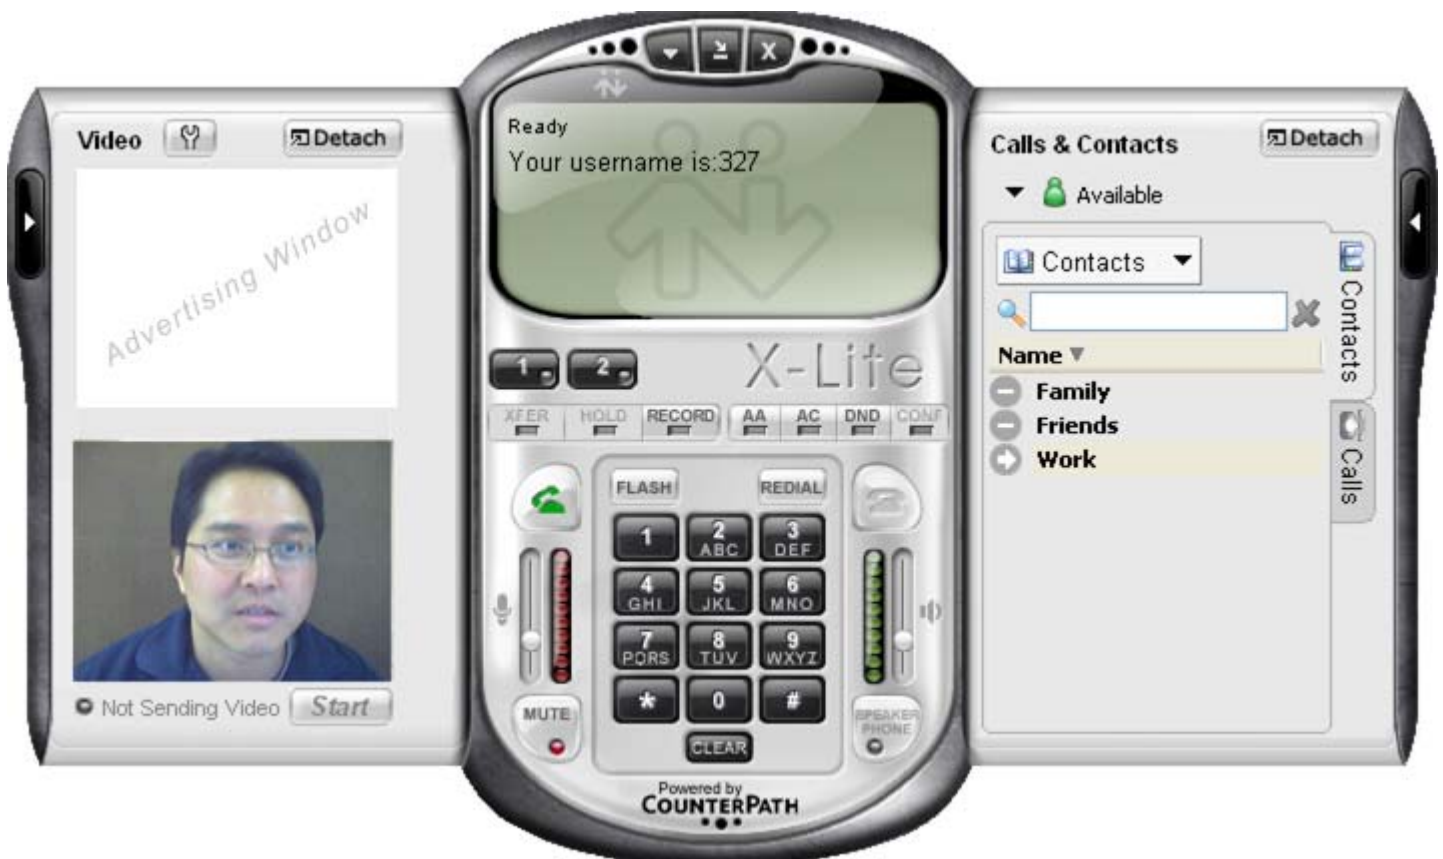 Video
Detach
Advertising Window
Not Sending Video
Start
X
Ready
Your username is:327
1
2
X-Lite
XFER
HOLD
RECORD
AA
AC
DND
CONF
FLASH
REDIAL
1
2
ABC
3
DEF
4
GHI
5
JKL
6
MNO
7
PQRS
8
TUV
9
WXYZ
*
0
#
CLEAR
MUTE
SPEAKER
PHONE
Powered by
COUNTERPATH
Calls & Contacts
Detach
Available
Contacts
Name
Family
Friends
Work
Contacts
Calls